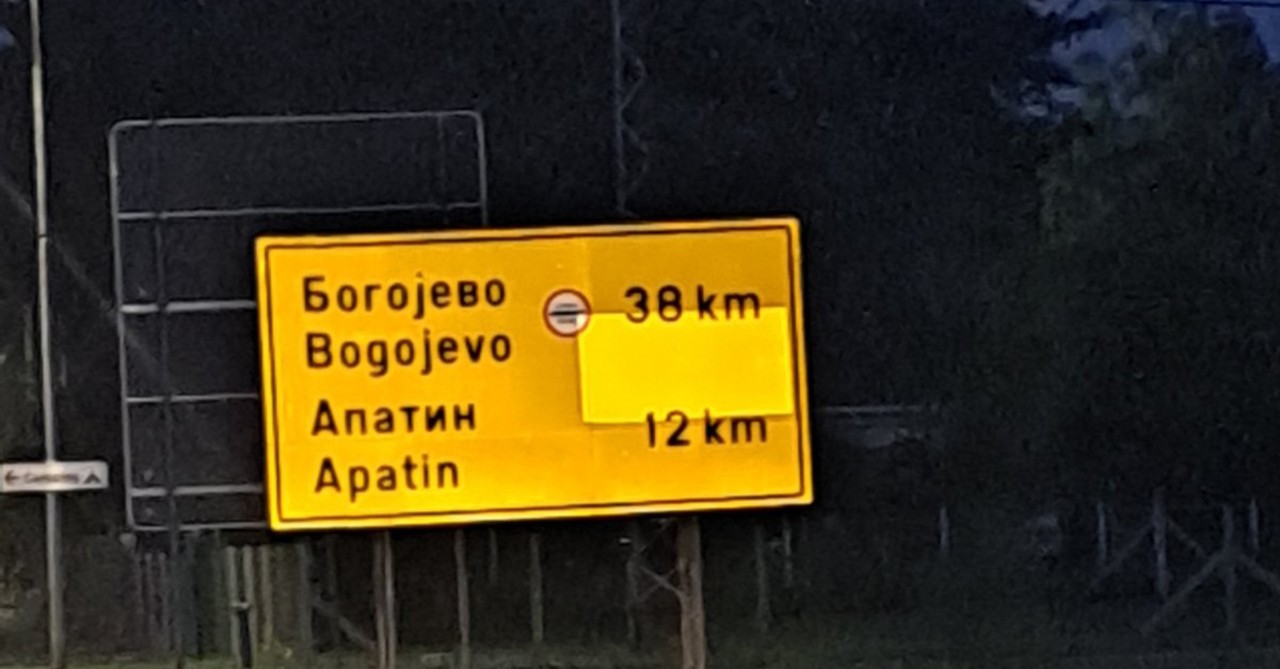 Богојево 38 km
Bogojevo
Апатин 12 km
Apatin